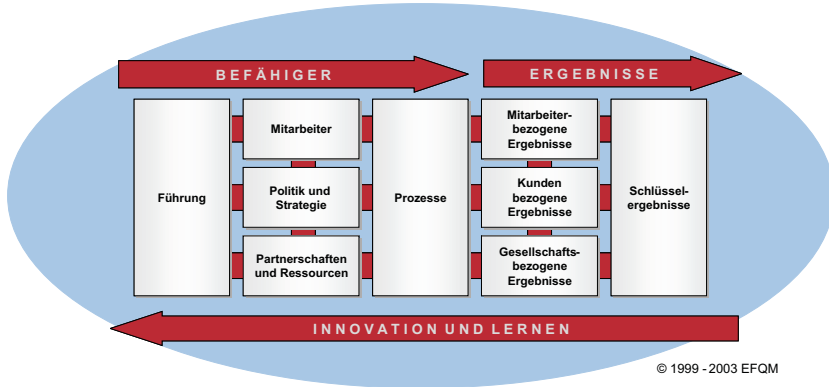 BEFÄHIGER
ERGEBNISSE
Führung
Mitarbeiter
Politik und
Strategie
Partnerschaften
und Ressourcen
Prozesse
Mitarbeiter-
bezogene
Ergebnisse
Kunden
bezogene
Ergebnisse
Gesellschafts-
bezogene
Ergebnisse
Schlüssel-
ergebnisse
INNOVATION UND LERNEN
© 1999 - 2003 EFQM